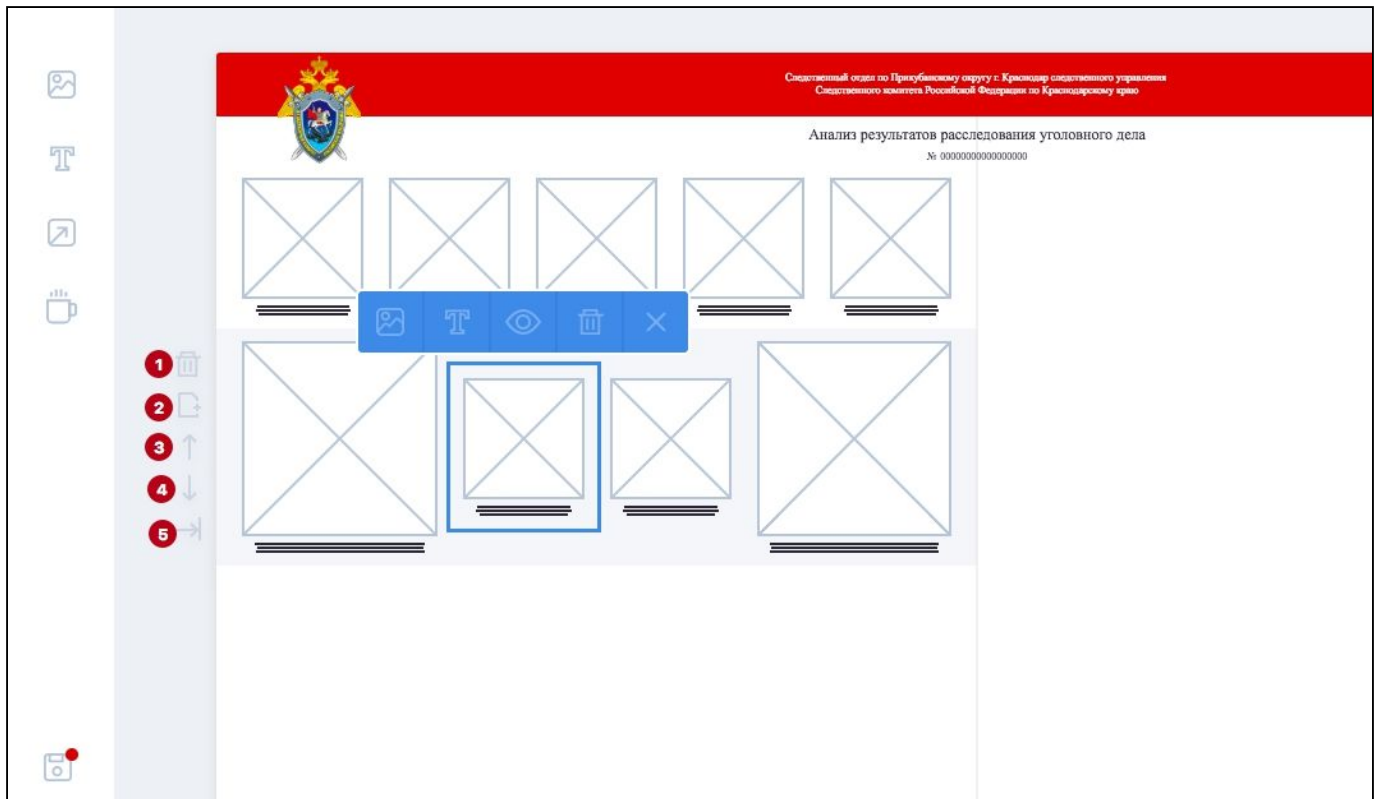 Следственный отдел по Прикубанскому округу г. Краснодар следственного управления
Следственного комитета Российской Федерации по Краснодарскому краю
Анализ результатов расследования уголовного дела
№ 00000000000000000
1
2
3
4
5